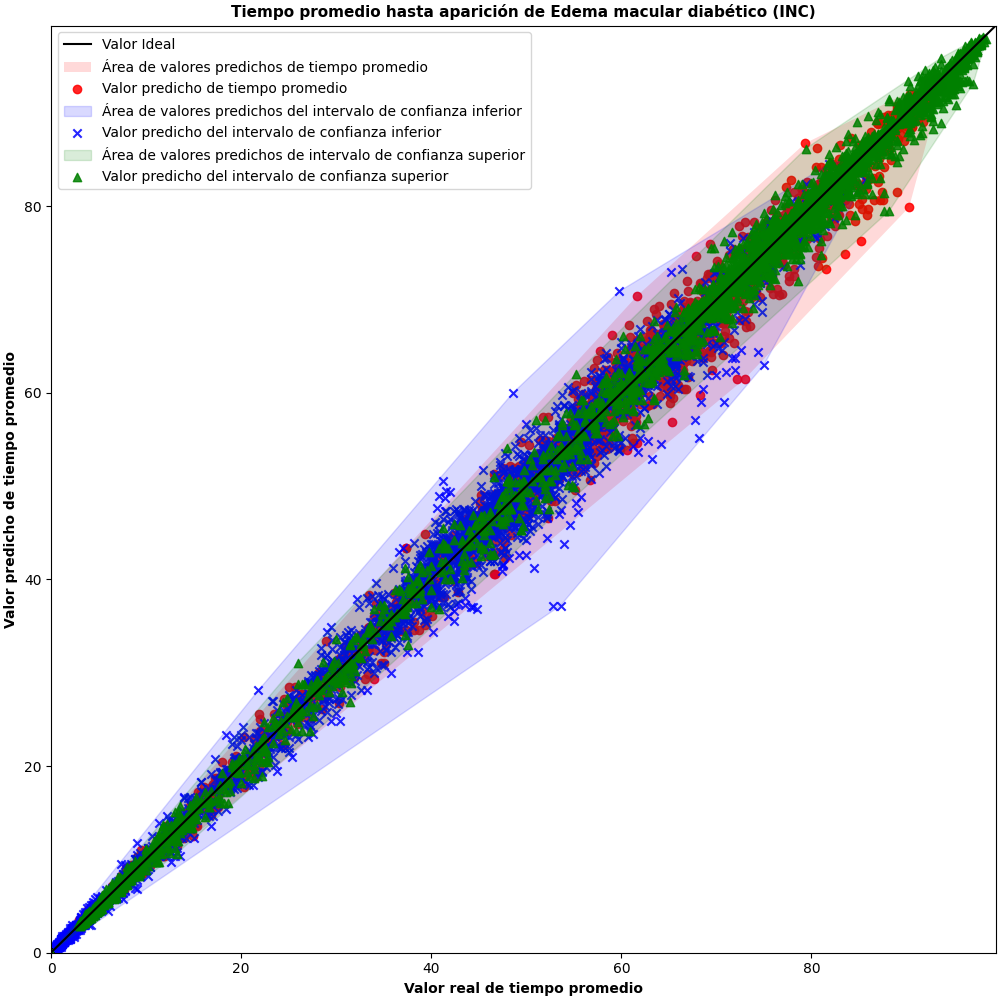 Tiempo promedio hasta aparición de Edema macular diabético (INC)
Valor Ideal
Área de valores predichos de tiempo promedio
Valor predicho de tiempo promedio
Área de valores predichos del intervalo de confianza inferior
Valor predicho del intervalo de confianza inferior
Área de valores predichos de intervalo de confianza superior
Valor predicho del intervalo de confianza superior
Valor predicho de tiempo promedio
80
60
40
20
0
0 20 40 60 80
Valor real de tiempo promedio